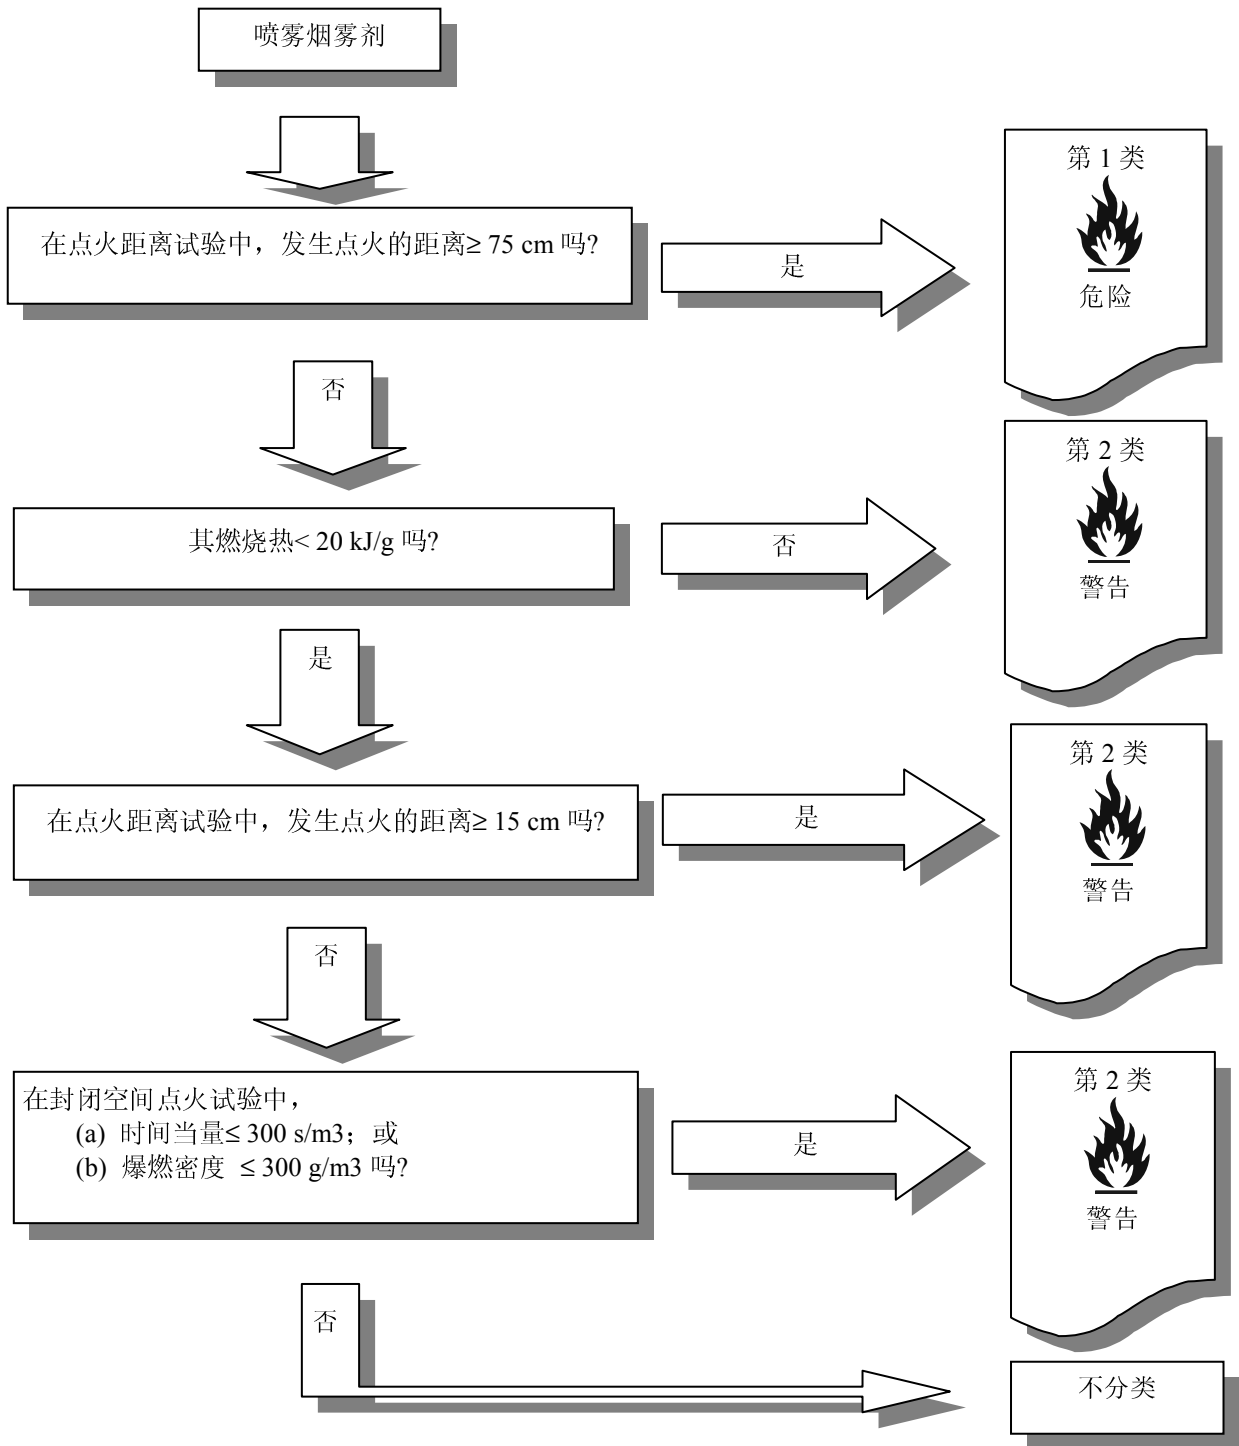 喷雾烟雾剂
在点火距离试验中，发生点火的距离≥ 75 cm 吗?
是
第 1 类
危险
否
其燃烧热< 20 kJ/g 吗?
否
第 2 类
警告
是
在点火距离试验中，发生点火的距离≥ 15 cm 吗?
是
第 2 类
警告
否
在封闭空间点火试验中，
(a) 时间当量≤ 300 s/m3；或
(b) 爆燃密度 ≤ 300 g/m3 吗?
是
第 2 类
警告
否
不分类